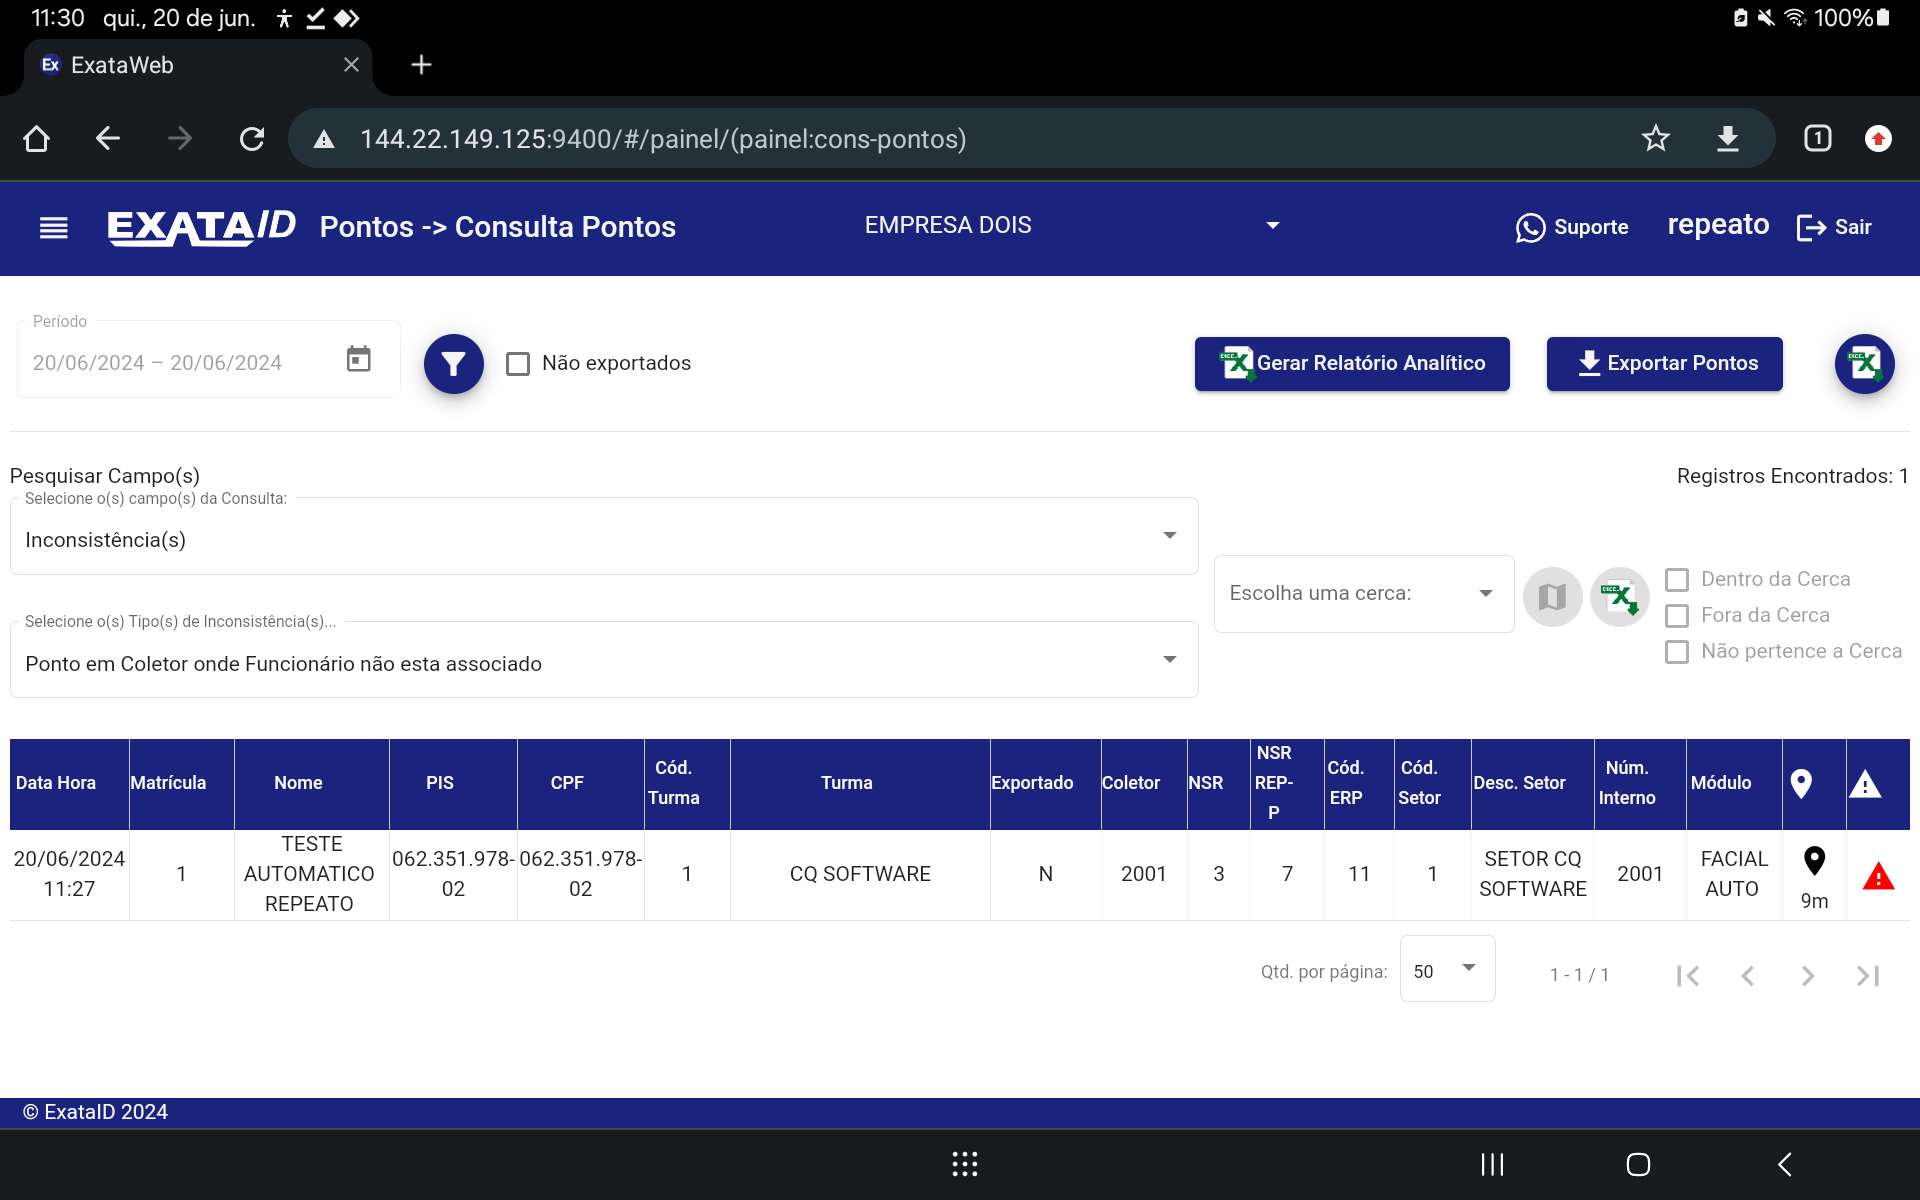 11:30 qui., 20 de jun. 100%
Ex ExataWeb
144.22.149.125:9400/#/painel/(painel:cons-pontos) 1
EXATA ID Pontos -> Consulta Pontos EMPRESA DOIS Suporte repeato Sair
Período
20/06/2024 – 20/06/2024 Não exportados Gerar Relatório Analítico Exportar Pontos
Pesquisar Campo(s) Registros Encontrados: 1
Selecione o(s) campo(s) da Consulta:
Inconsistência(s)
Escolha uma cerca:
Dentro da Cerca
Fora da Cerca
Não pertence a Cerca
Selecione o(s) Tipo(s) de Inconsistência(s)...
Ponto em Coletor onde Funcionário não esta associado
Data Hora Matrícula Nome PIS CPF Cód. Turma Turma Exportado Coletor NSR NSR REP-P Cód. ERP Cód. Setor Desc. Setor Núm. Interno Módulo
20/06/2024 11:27 1 TESTE AUTOMATICO REPEATO 062.351.978-02 062.351.978-02 1 CQ SOFTWARE N 2001 3 7 11 1 SETOR CQ SOFTWARE 2001 FACIAL AUTO 9m
Qtd. por página: 50 1 - 1 / 1
© ExataID 2024